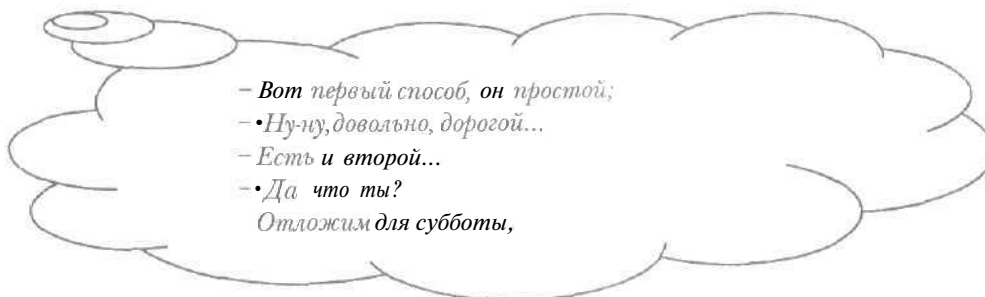 – Вот первый способ, он простой;
– •Ну-ну, довольно, дорогой...
– Есть и второй...
– •Да что ты?
Отложим для субботы,